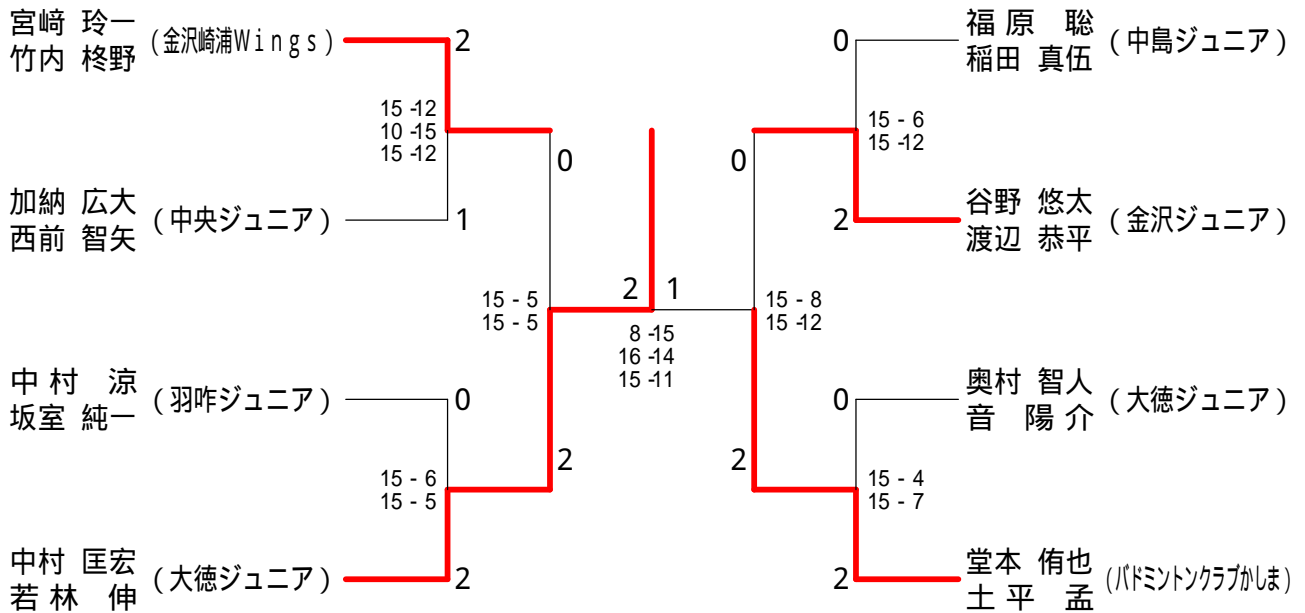 宮﨑 玲一
竹内 柊野
(金沢崎浦Wings)
2
15 -12
10 -15
15 -12
0
加納 広大
西前 智矢
(中央ジュニア)
1
15 - 5
15 - 5
中村 涼
坂室 純一
(羽咋ジュニア)
0
15 - 6
15 - 5
2
中村 匡宏
若林 伸
(大徳ジュニア)
2
2 1
8 -15
16 -14
15 -11
0
福原 聡
稲田 真伍
(中島ジュニア)
15 - 6
15 -12
0
2
谷野 悠太
渡辺 恭平
(金沢ジュニア)
15 - 8
15 -12
0
奥村 智人
音 陽介
(大徳ジュニア)
2
15 - 4
15 - 7
2
堂本 侑也
土平 孟
(バドミントンクラブかしま)